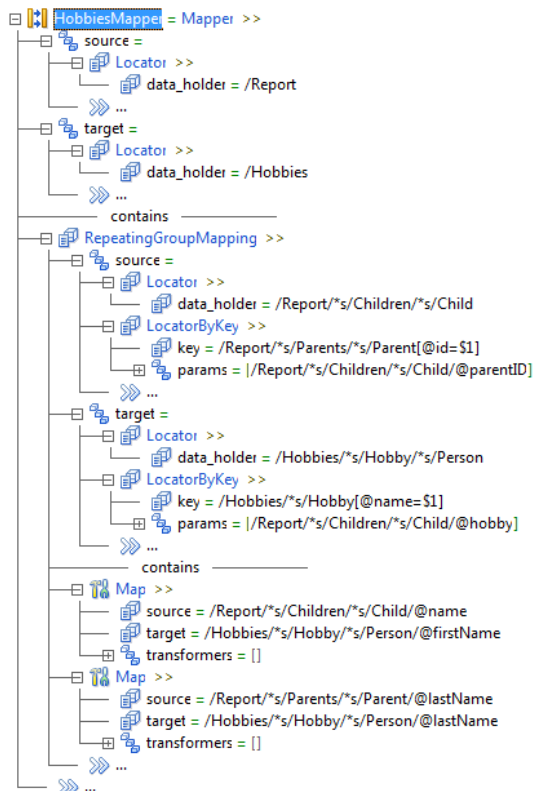 HobbiesMapper = Mapper >>
source =
Locator >>
data_holder = /Report
...
target =
Locator >>
data_holder = /Hobbies
...
contains
RepeatingGroupMapping >>
source =
Locator >>
data_holder = /Report/*s/Children/*s/Child
LocatorByKey >>
key = /Report/*s/Parents/*s/Parent[@id=$1]
params = |/Report/*s/Children/*s/Child/@parentID]
...
target =
Locator >>
data_holder = /Hobbies/*s/Hobby/*s/Person
LocatorByKey >>
key = /Hobbies/*s/Hobby[@name=$1]
params = |/Report/*s/Children/*s/Child/@hobby]
...
contains
Map >>
source = /Report/*s/Children/*s/Child/@name
target = /Hobbies/*s/Hobby/*s/Person/@firstName
transformers = []
Map >>
source = /Report/*s/Parents/*s/Parent/@lastName
target = /Hobbies/*s/Hobby/*s/Person/@lastName
transformers = []
...
...